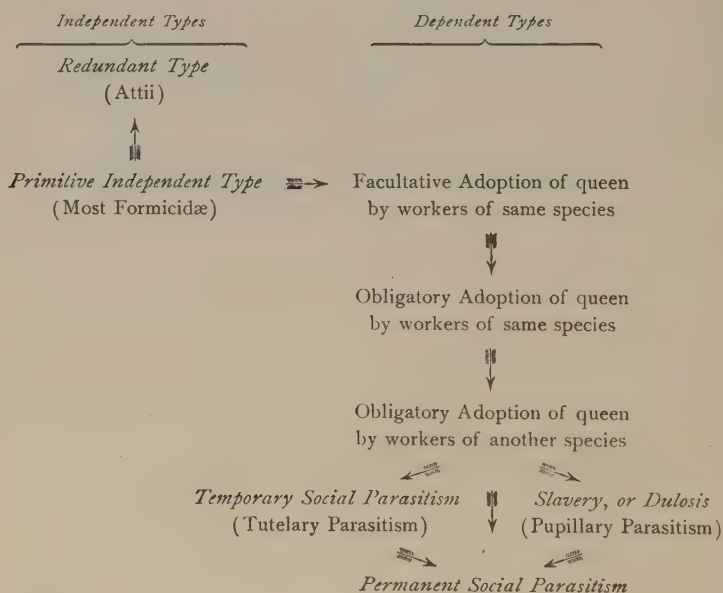 Independent Types Dependent Types
Redundant Type
(Attii)
Primitive Independent Type Facultative Adoption of queen
(Most Formicidæ) by workers of same species
Obligatory Adoption of queen
by workers of same species
Obligatory Adoption of queen
by workers of another species
Temporary Social Parasitism Slavery, or Dulosis
(Tutelary Parasitism) (Pupillary Parasitism)
Permanent Social Parasitism